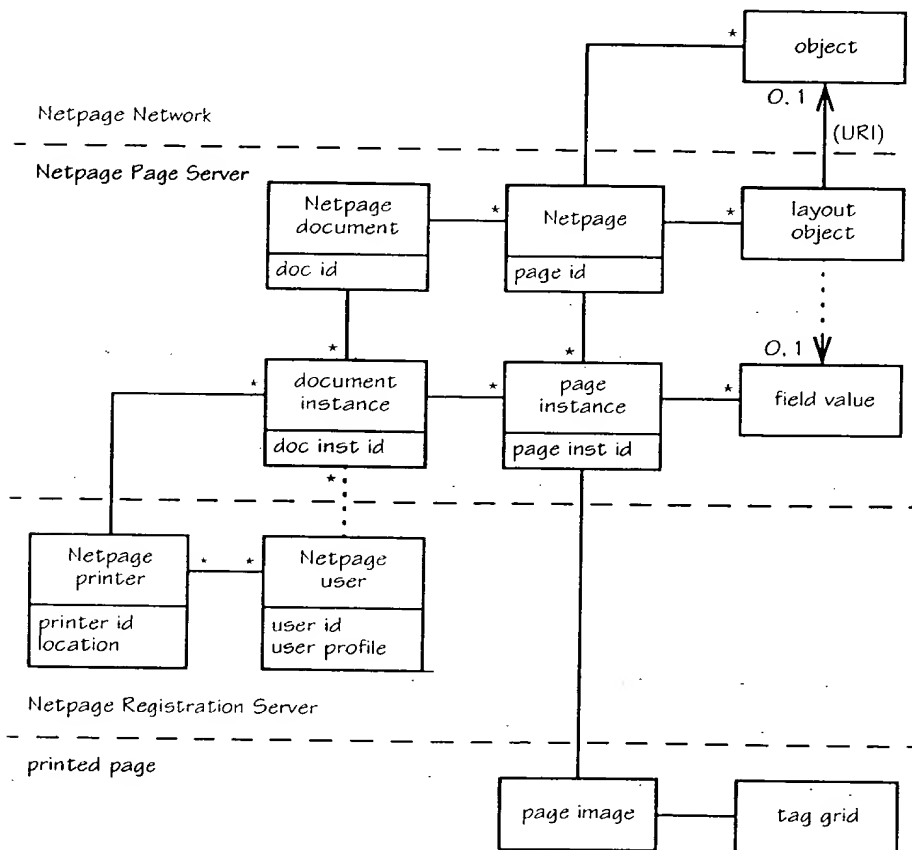 *
object
Netpage Network
0, 1
(URI)
Netpage Page Server
Netpage
document
doc id
*
Netpage
page id
*
layout
object
*
*
0, 1
*
document
instance
doc inst id
*
page
instance
page inst id
*
field value
*
Netpage
printer
printer id
location
*
*
Netpage
user
user id
user profile
Netpage Registration Server
printed page
page image
tag grid